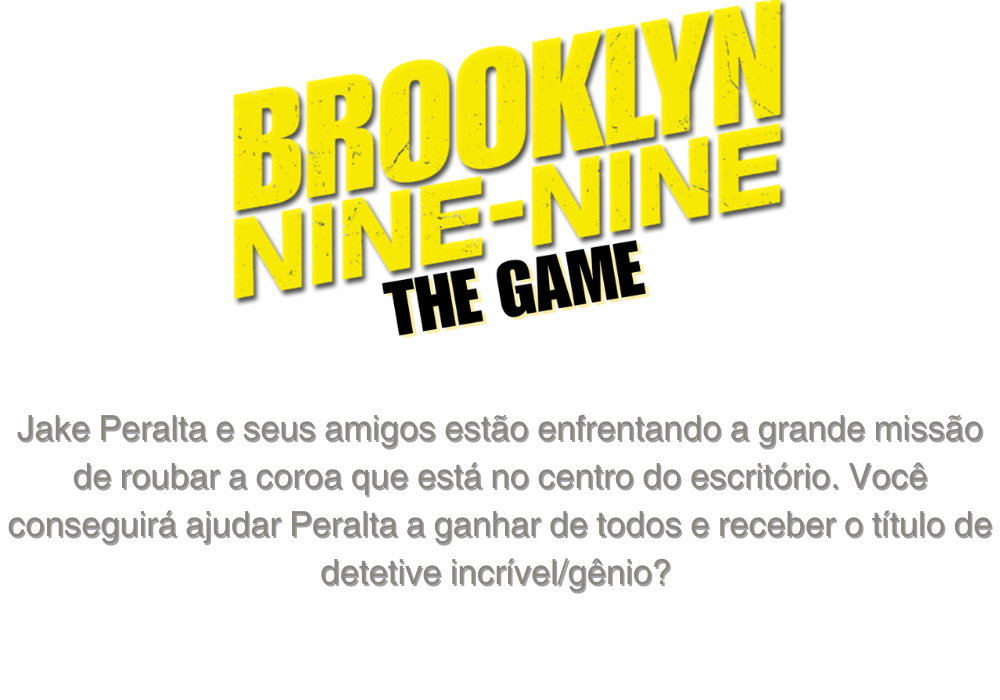 BROOKLYN
NINE-NINE
THE GAME
Jake Peralta e seus amigos estão enfrentando a grande missão
de roubar a coroa que está no centro do escritório. Você
conseguirá ajudar Peralta a ganhar de todos e receber o título de
detetive incrível/gênio?